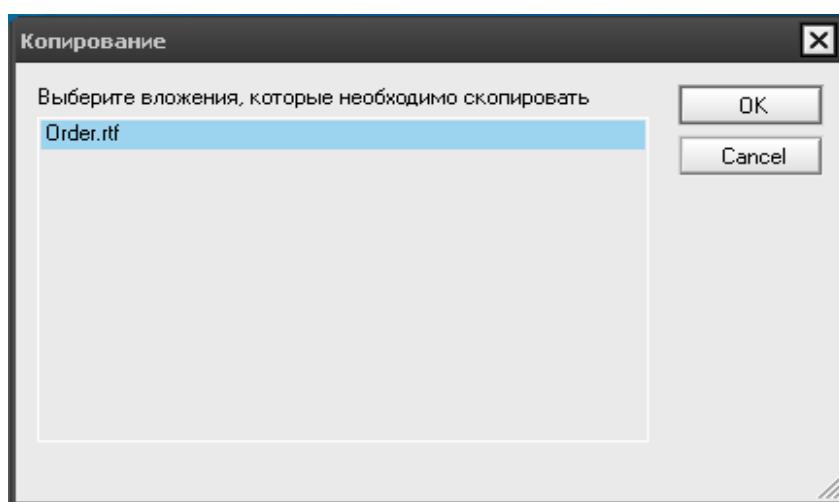 Копирование
Выберите вложения, которые необходимо скопировать
Order.rtf
OK
Cancel